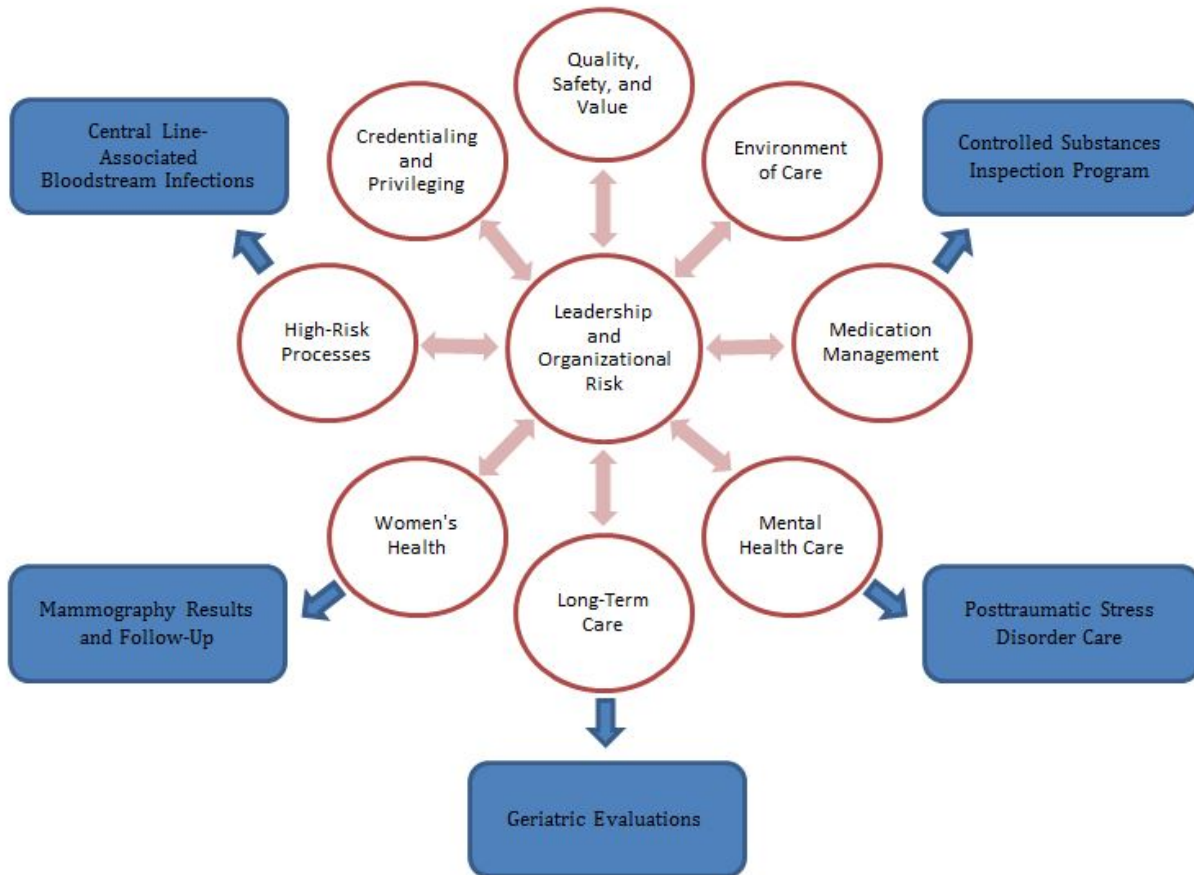 Quality,
Safety, and
Value
Credentialing
and
Privileging
Environment
of Care
Central Line-
Associated
Bloodstream Infections
Controlled Substances
Inspection Program
High-Risk
Processes
Leadership
and
Organizational
Risk
Medication
Management
Women's
Health
Mental
Health Care
Long-Term
Care
Mammography Results
and Follow-Up
Posttraumatic Stress
Disorder Care
Geriatric Evaluations